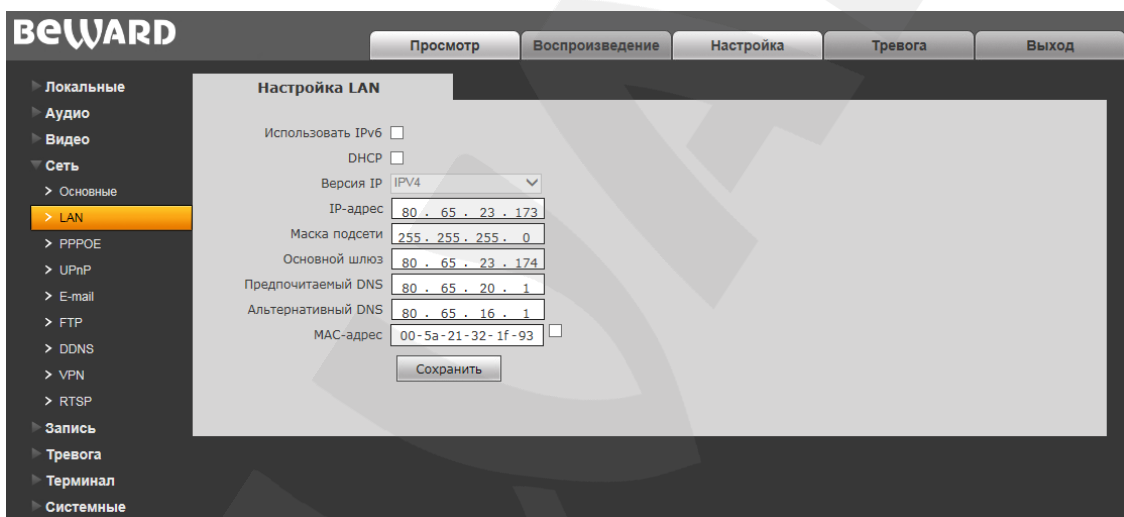 BEWARD
Просмотр Воспроизведение Настройка Тревога Выход
Локальные
Аудио
Видео
Сеть
Основные
LAN
PPPOE
UPnP
E-mail
FTP
DDNS
VPN
RTSP
Запись
Тревога
Терминал
Системные
Настройка LAN
Использовать IPv6
DHCP
Версия IP IPV4
IP-адрес 80 . 65 . 23 . 173
Маска подсети 255 . 255 . 255 . 0
Основной шлюз 80 . 65 . 23 . 174
Предпочитаемый DNS 80 . 65 . 20 . 1
Альтернативный DNS 80 . 65 . 16 . 1
MAC-адрес 00-5a-21-32-1f-93
Сохранить